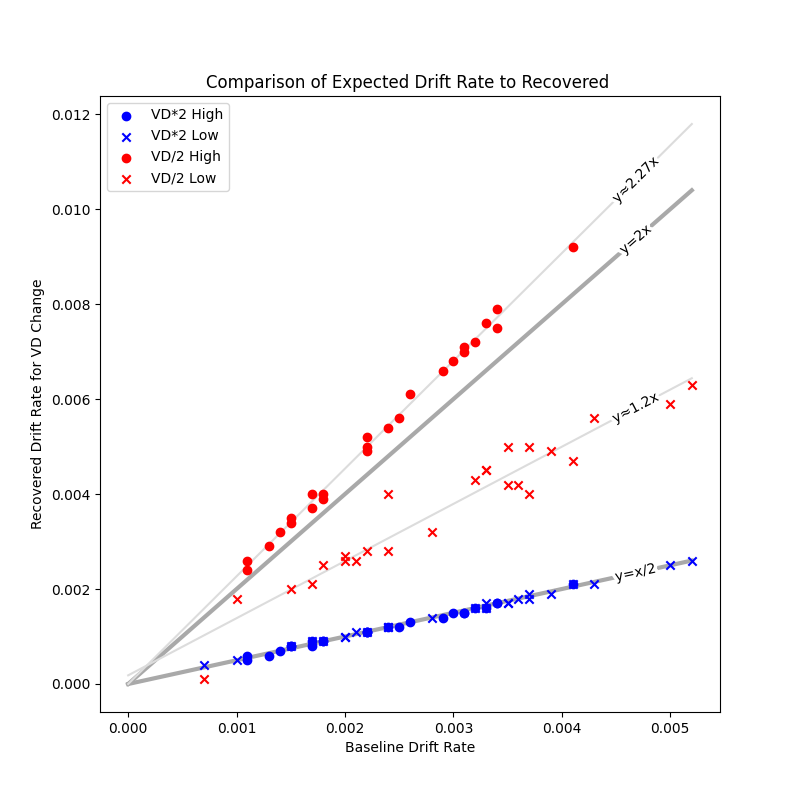 Comparison of Expected Drift Rate to Recovered
VD*2 High
VD*2 Low
VD/2 High
VD/2 Low
0.012
0.010
0.008
0.006
0.004
0.002
0.000
Recovered Drift Rate for VD Change
y≈2.27x
y=2x
y≈1.2x
y=x/2
0.000 0.001 0.002 0.003 0.004 0.005
Baseline Drift Rate